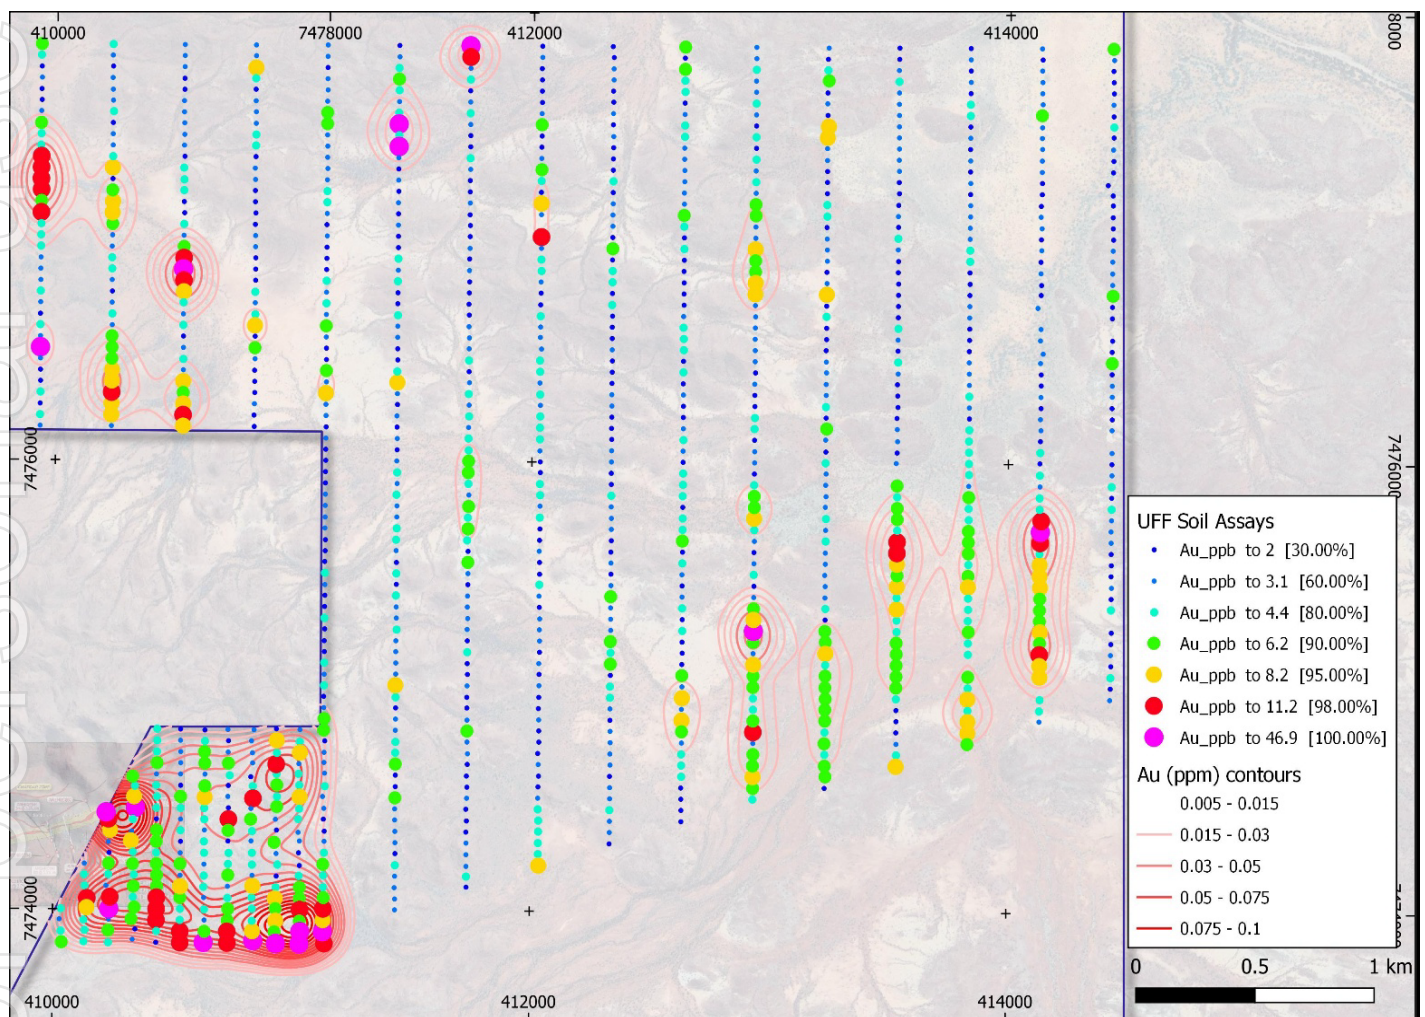 410000
7478000
412000
414000
8000
7476000
7476000
UFF Soil Assays
Au_ppb to 2 [30.00%]
Au_ppb to 3.1 [60.00%]
Au_ppb to 4.4 [80.00%]
Au_ppb to 6.2 [90.00%]
Au_ppb to 8.2 [95.00%]
Au_ppb to 11.2 [98.00%]
Au_ppb to 46.9 [100.00%]
Au (ppm) contours
0.005 - 0.015
0.015 - 0.03
0.03 - 0.05
0.05 - 0.075
0.075 - 0.1
7474000
0 0.5 1 km
410000
412000
414000